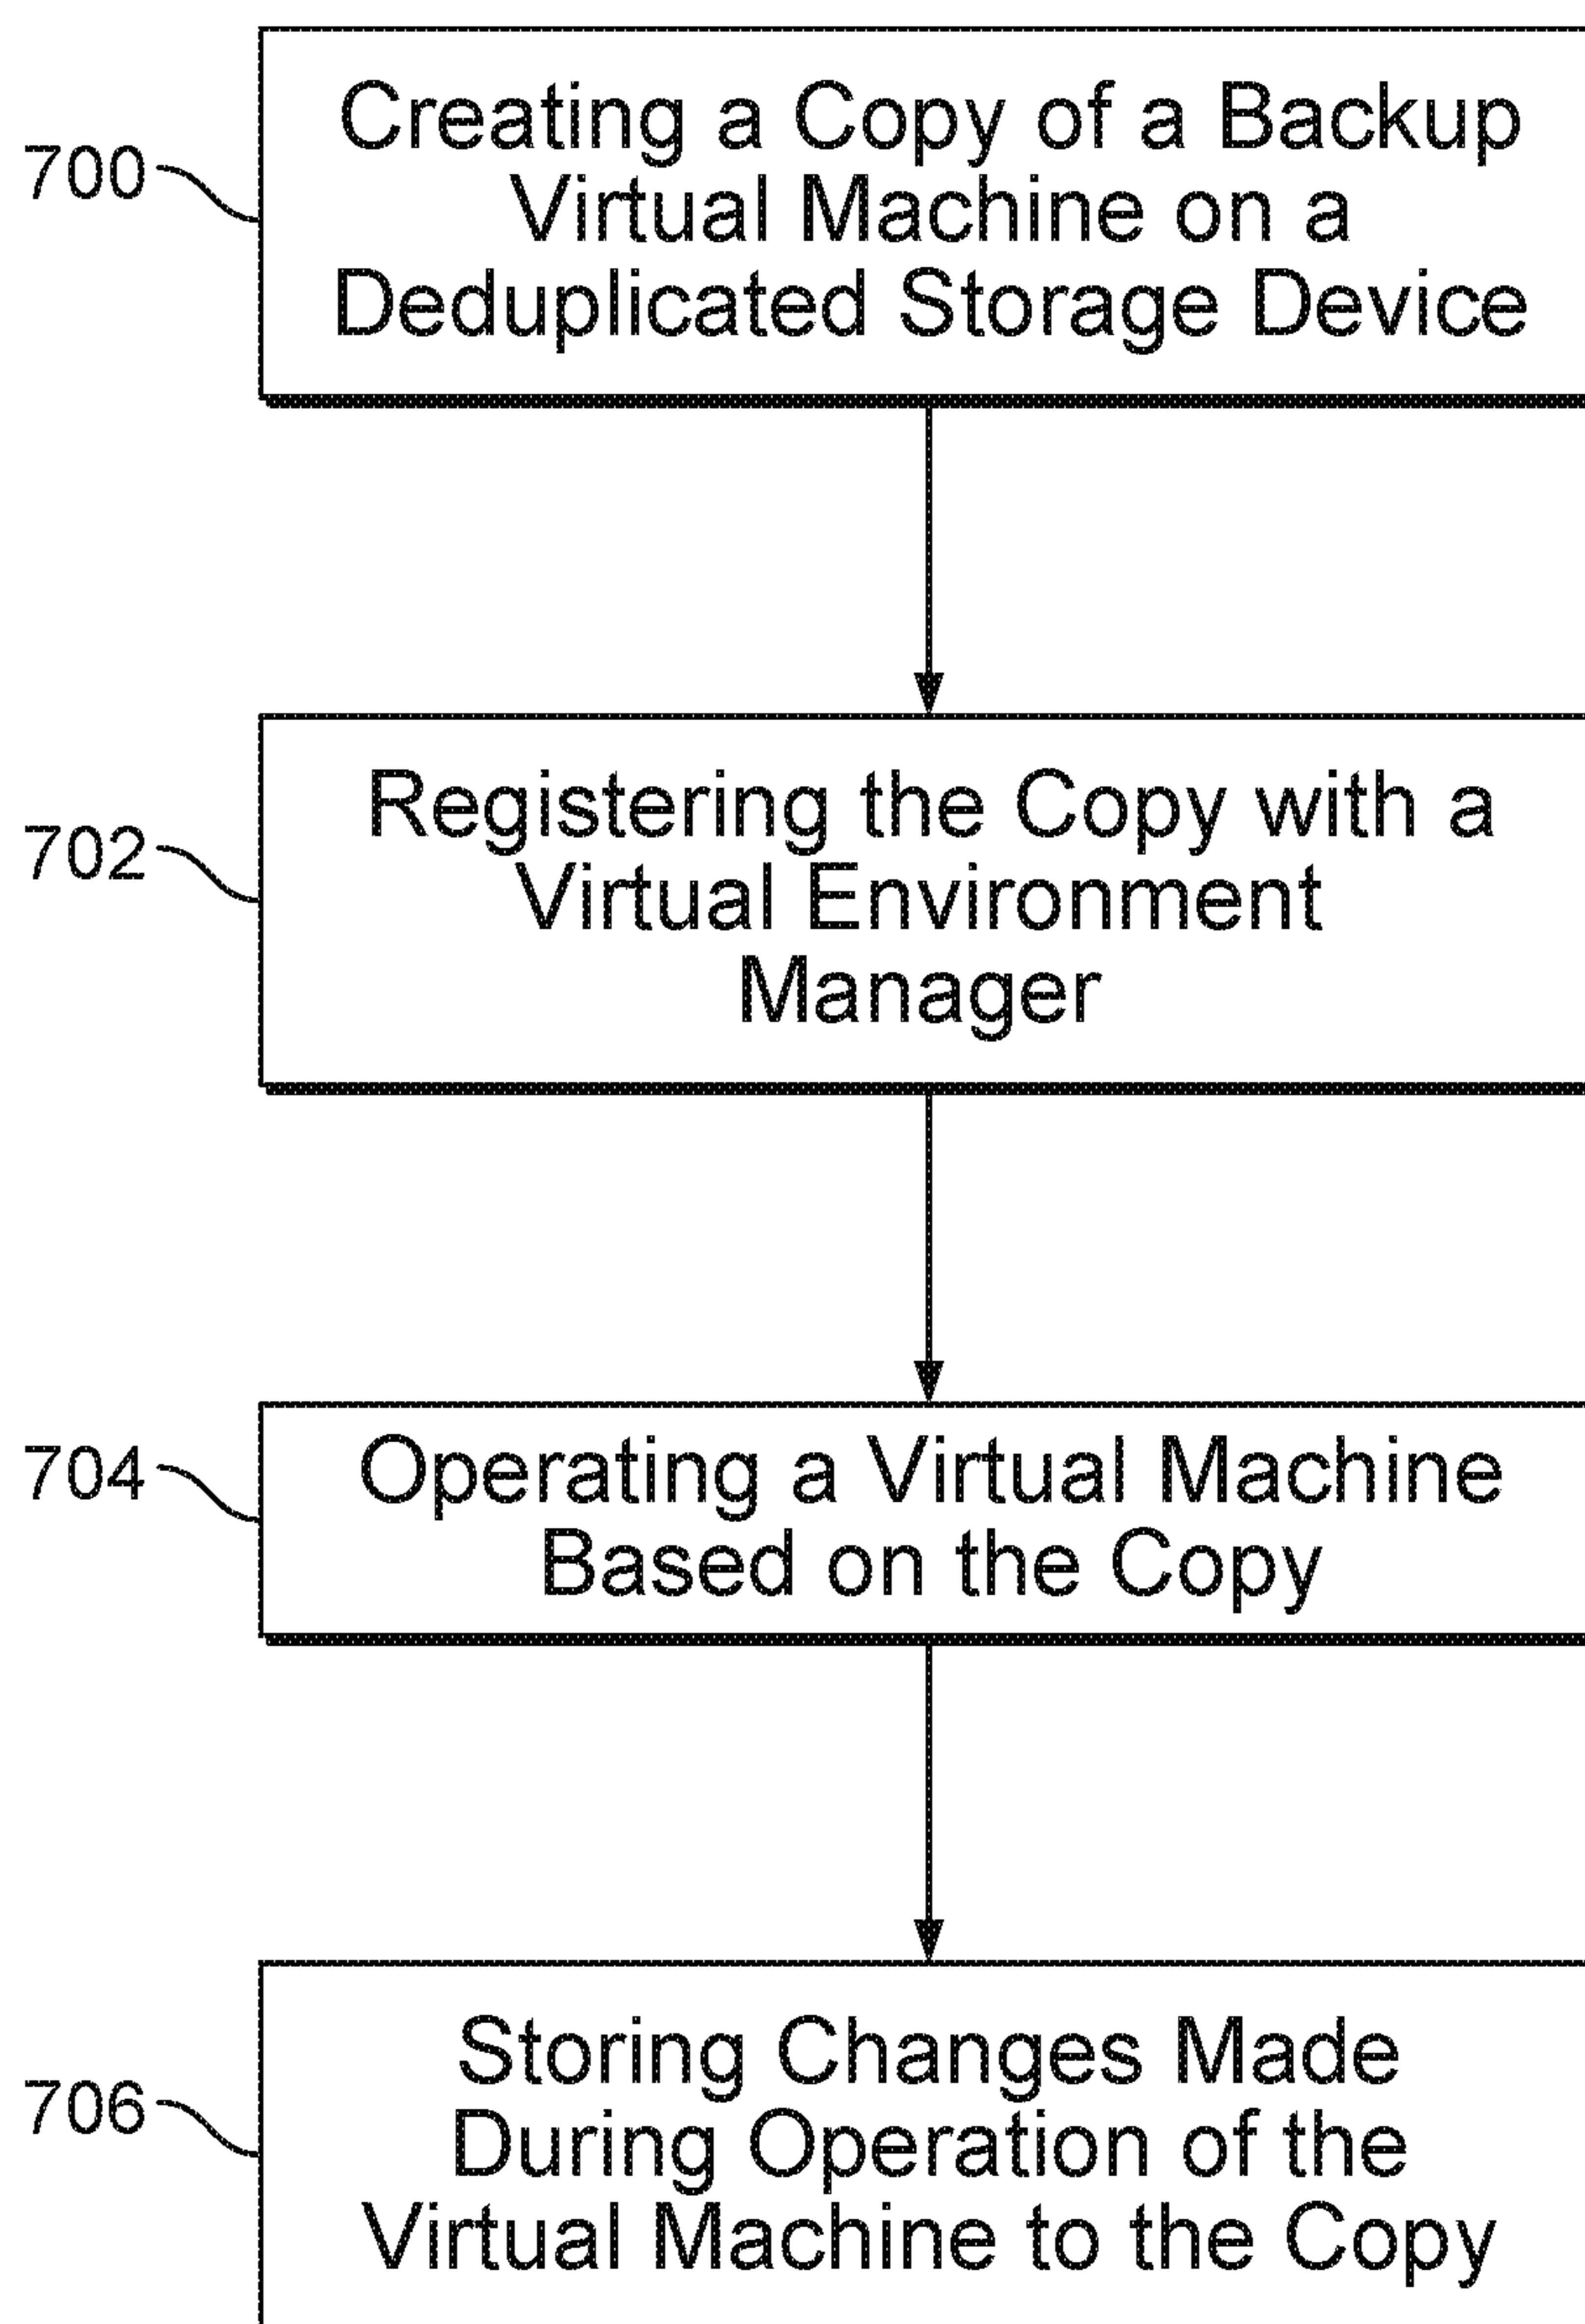 700
Creating a Copy of a Backup
Virtual Machine on a
Deduplicated Storage Device
702
Registering the Copy with a
Virtual Environment
Manager
704
Operating a Virtual Machine
Based on the Copy
706
Storing Changes Made
During Operation of the
Virtual Machine to the Copy